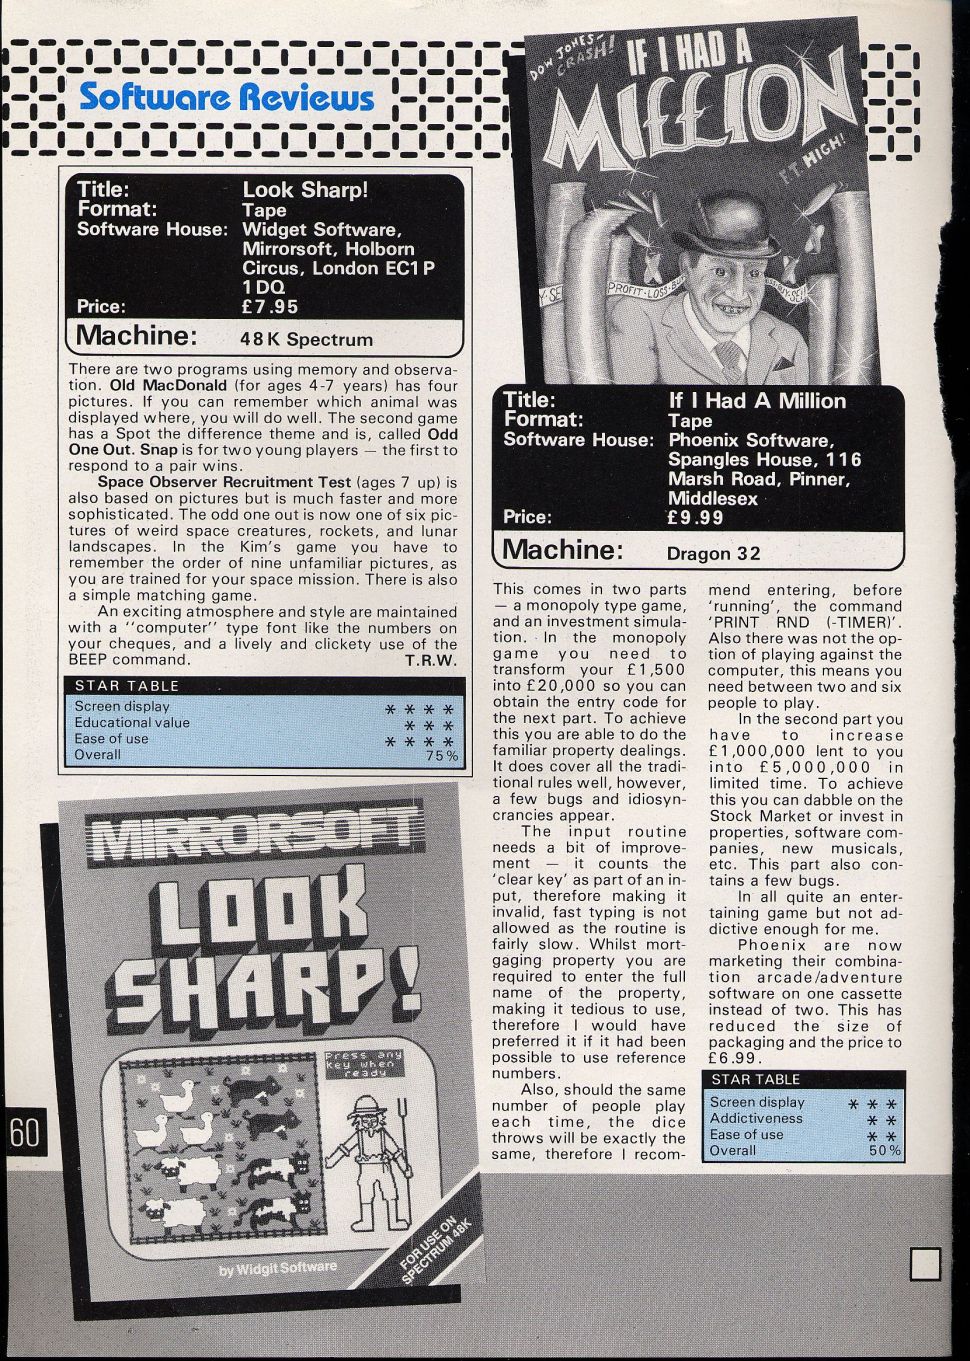 Software Reviews
Title: Look Sharp!
Format: Tape
Software House: Widget Software,
Mirrorsoft, Holborn
Circus, London EC1P
1DQ
Price: £7.95
Machine: 48K Spectrum
There are two programs using memory and observa-
tion. Old MacDonald (for ages 4-7 years) has four
pictures. If you can remember which animal was
displayed where, you will do well. The second game
has a Spot the difference theme and is, called Odd
One Out. Snap is for two young players — the first to
respond to a pair wins.
Space Observer Recruitment Test (ages 7 up) is
also based on pictures but is much faster and more
sophisticated. The odd one out is now one of six pic-
tures of weird space creatures, rockets, and lunar
landscapes. In the Kim's game you have to
remember the order of nine unfamiliar pictures, as
you are trained for your space mission. There is also
a simple matching game.
An exciting atmosphere and style are maintained
with a "computer" type font like the numbers on
your cheques, and a lively and clickety use of the
BEEP command. T.R.W.
STAR TABLE
Screen display * * * *
Educational value * * *
Ease of use * * * *
Overall 75%
MIRRORSOFT
LOOK
SHARP!
Press any
key when
ready
by Widgit Software
FOR USE ON
SPECTRUM 48K
60
DOW JONES-
CRASH!
IF I HAD A
MI££ION
F.T. HIGH!
Y·SE
PROFIT·LOSS·B
UY·SEL
Title: If I Had A Million
Format: Tape
Software House: Phoenix Software,
Spangles House, 116
Marsh Road, Pinner,
Middlesex
Price: £9.99
Machine: Dragon 32
This comes in two parts
— a monopoly type game,
and an investment simula-
tion. In the monopoly
game you need to
transform your £1,500
into £20,000 so you can
obtain the entry code for
the next part. To achieve
this you are able to do the
familiar property dealings.
It does cover all the tradi-
tional rules well, however,
a few bugs and idiosyn-
crancies appear.
The input routine
needs a bit of improve-
ment — it counts the
'clear key' as part of an in-
put, therefore making it
invalid, fast typing is not
allowed as the routine is
fairly slow. Whilst mort-
gaging property you are
required to enter the full
name of the property,
making it tedious to use,
therefore I would have
preferred it if it had been
possible to use reference
numbers.
Also, should the same
number of people play
each time, the dice
throws will be exactly the
same, therefore I recom-
mend entering, before
'running', the command
'PRINT RND (-TIMER)'.
Also there was not the op-
tion of playing against the
computer, this means you
need between two and six
people to play.
In the second part you
have to increase
£1,000,000 lent to you
into £5,000,000 in
limited time. To achieve
this you can dabble on the
Stock Market or invest in
properties, software com-
panies, new musicals,
etc. This part also con-
tains a few bugs.
In all quite an enter-
taining game but not ad-
dictive enough for me.
Phoenix are now
marketing their combina-
tion arcade/adventure
software on one cassette
instead of two. This has
reduced the size of
packaging and the price to
£6.99.
STAR TABLE
Screen display * * *
Addictiveness * *
Ease of use * *
Overall 50%